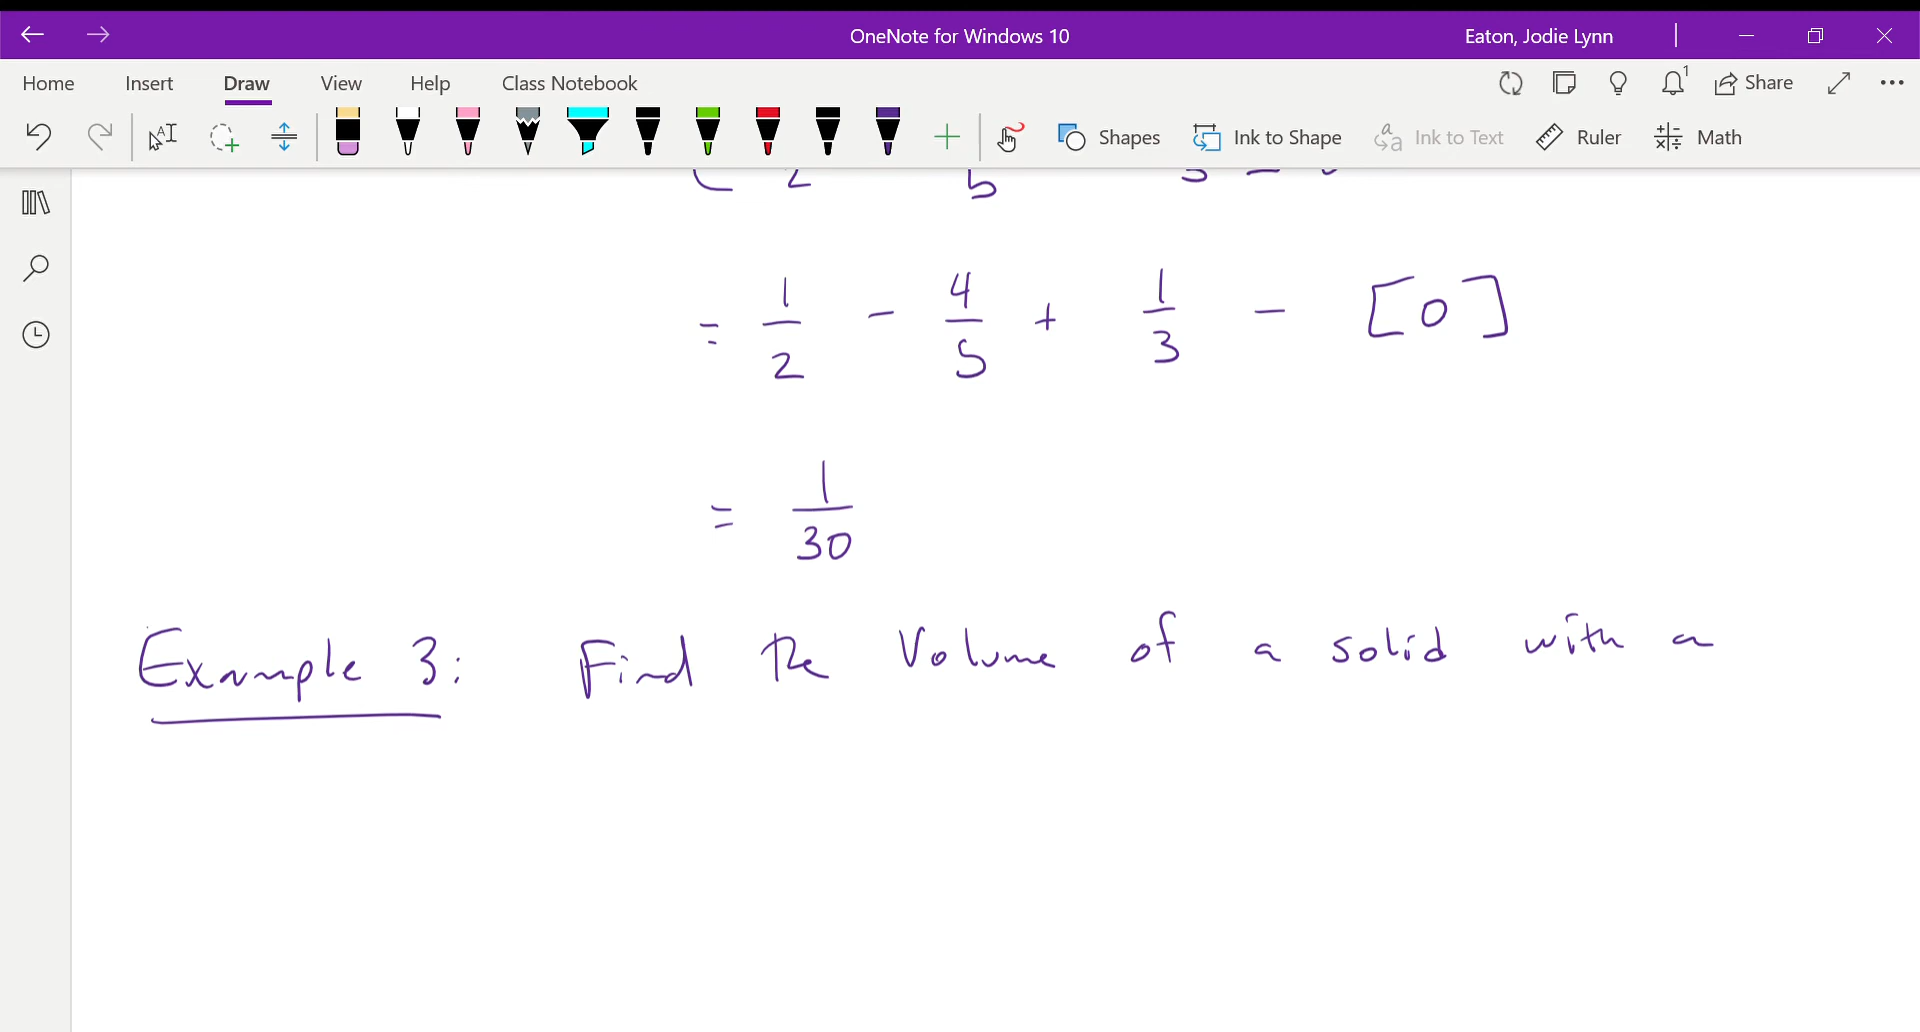 OneNote for Windows 10 Eaton, Jodie Lynn
Home Insert Draw View Help Class Notebook 1 Share
Shapes Ink to Shape Ink to Text Ruler Math
= 1/2 - 4/5 + 1/3 - [0]
= 1/30
Example 3: Find the Volume of a solid with a